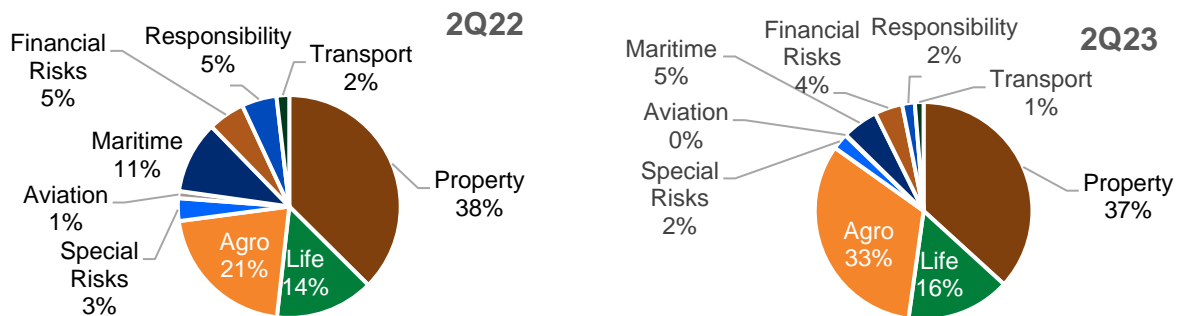 2Q22
Financial
Risks
5%
Responsibility
5%
Transport
2%
Maritime
11%
Aviation
1%
Special
Risks
3%
Agro
21%
Life
14%
Property
38%
2Q23
Maritime
5%
Financial
Risks
4%
Responsibility
2%
Transport
1%
Aviation
0%
Special
Risks
2%
Agro
33%
Life
16%
Property
37%